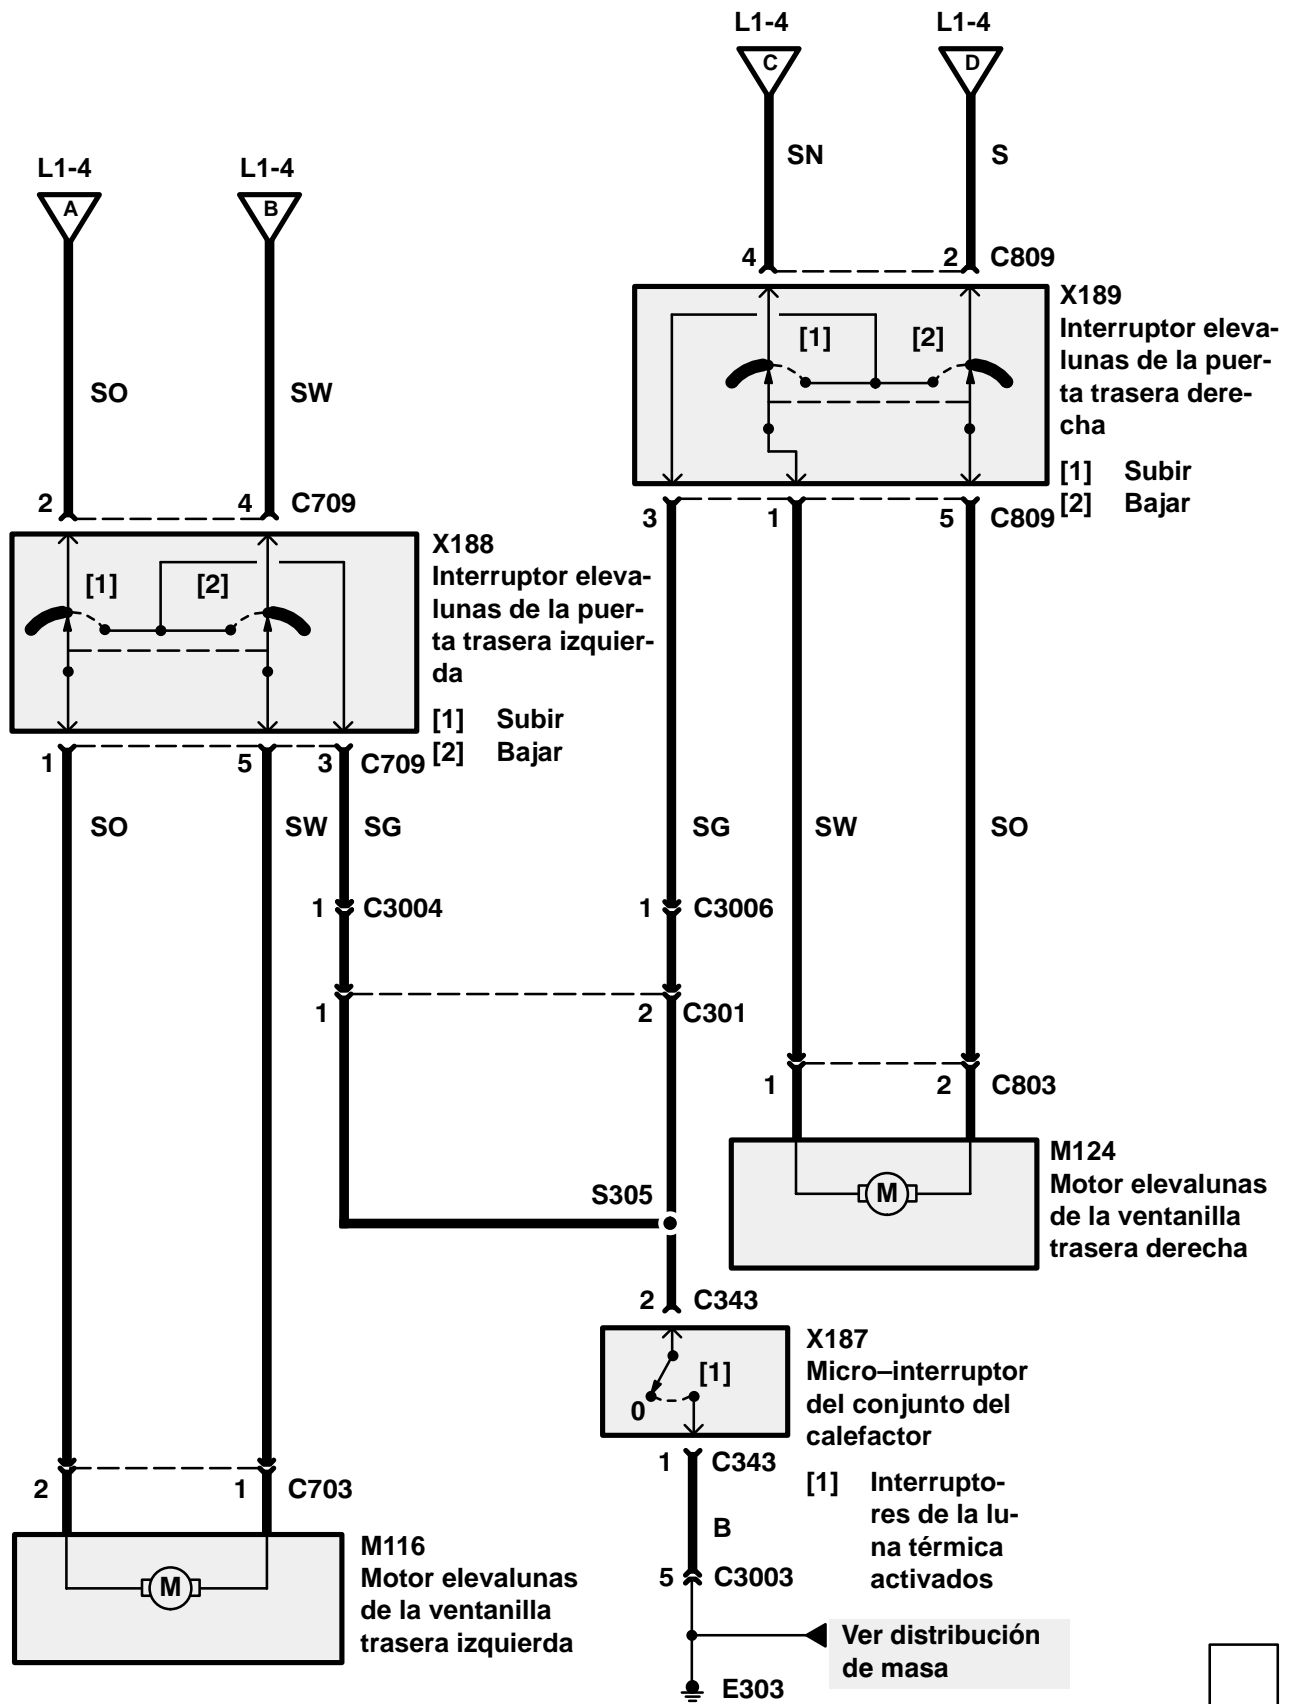 L1-4 L1-4
C D
SN S
L1-4 L1-4
A B
4 2 C809
X189
Interruptor eleva-
lunas de la puer-
ta trasera dere-
cha
[1] Subir
[2] Bajar
[1] [2]
SO SW
2 4 C709
3 1 5 C809
X188
Interruptor eleva-
lunas de la puer-
ta trasera izquier-
da
[1] Subir
[2] Bajar
[1] [2]
1 5 3 C709
SO SW SG SG SW SO
1 C3004 1 C3006
1 2 C301
1 2 C803
M124
Motor elevalunas
de la ventanilla
trasera derecha
M
S305
2 C343
X187
Micro–interruptor
del conjunto del
calefactor
[1] Interrupto-
res de la lu-
na térmica
activados
[1]
0
1 C343
2 1 C703
B
M116
Motor elevalunas
de la ventanilla
trasera izquierda
M
5 C3003
Ver distribución
de masa
E303